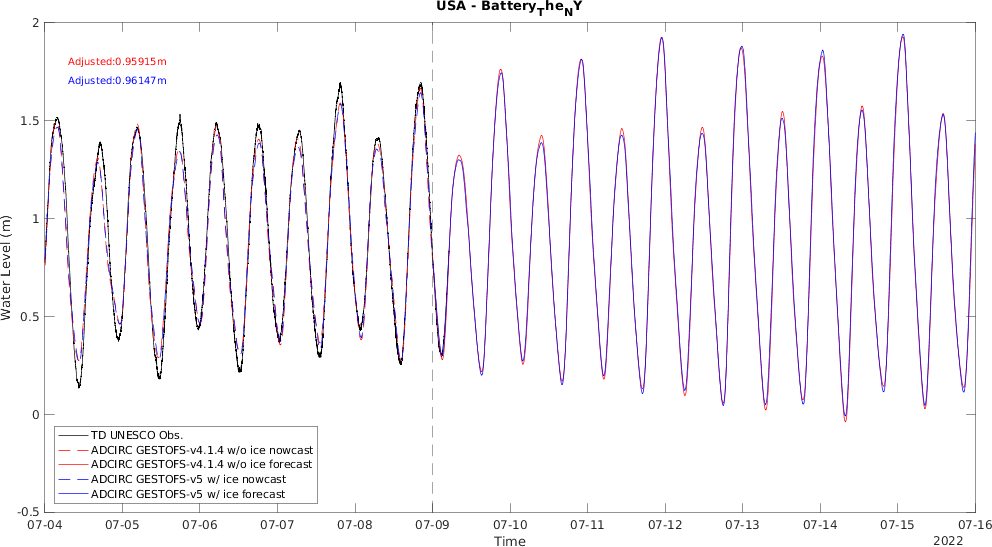 USA - Battery_The_NY
Adjusted:0.95915m
Adjusted:0.96147m
Water Level (m)
2
1.5
1
0.5
0
-0.5
TD UNESCO Obs.
ADCIRC GESTOFS-v4.1.4 w/o ice nowcast
ADCIRC GESTOFS-v4.1.4 w/o ice forecast
ADCIRC GESTOFS-v5 w/ ice nowcast
ADCIRC GESTOFS-v5 w/ ice forecast
07-04 07-05 07-06 07-07 07-08 07-09 07-10 07-11 07-12 07-13 07-14 07-15 07-16
Time
2022